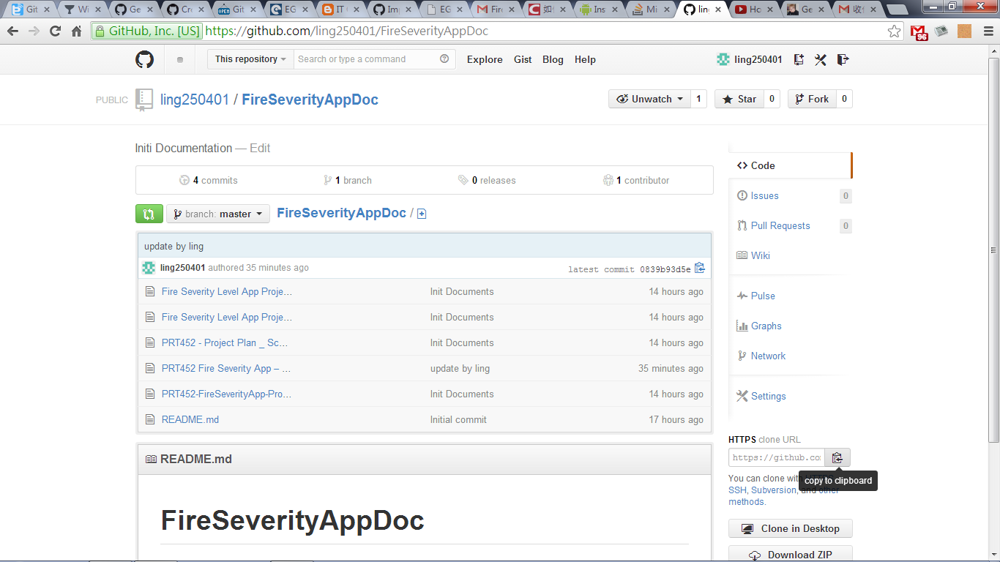 Git
Wi
Ge
Cr
Git
EG
IT
Im
EG
Fir
如
Ins
Mi
lin
Ho
Ge
收
GitHub, Inc. [US] https://github.com/ling250401/FireSeverityAppDoc
96
This repository
Search or type a command
Explore Gist Blog Help
ling250401
PUBLIC ling250401 / FireSeverityAppDoc
Unwatch 1 Star 0 Fork 0
Initi Documentation — Edit
4 commits 1 branch 0 releases 1 contributor
branch: master FireSeverityAppDoc /
update by ling
ling250401 authored 35 minutes ago latest commit 0839b93d5e
Fire Severity Level App Proje… Init Documents 14 hours ago
Fire Severity Level App Proje… Init Documents 14 hours ago
PRT452 - Project Plan _ Sc… Init Documents 14 hours ago
PRT452 Fire Severity App – … update by ling 35 minutes ago
PRT452-FireSeverityApp-Pro… Init Documents 14 hours ago
README.md Initial commit 17 hours ago
README.md
FireSeverityAppDoc
Code
Issues 0
Pull Requests 0
Wiki
Pulse
Graphs
Network
Settings
HTTPS clone URL
https://github.co
copy to clipboard
You can clone with
SSH, Subversion, and other
methods.
Clone in Desktop
Download ZIP